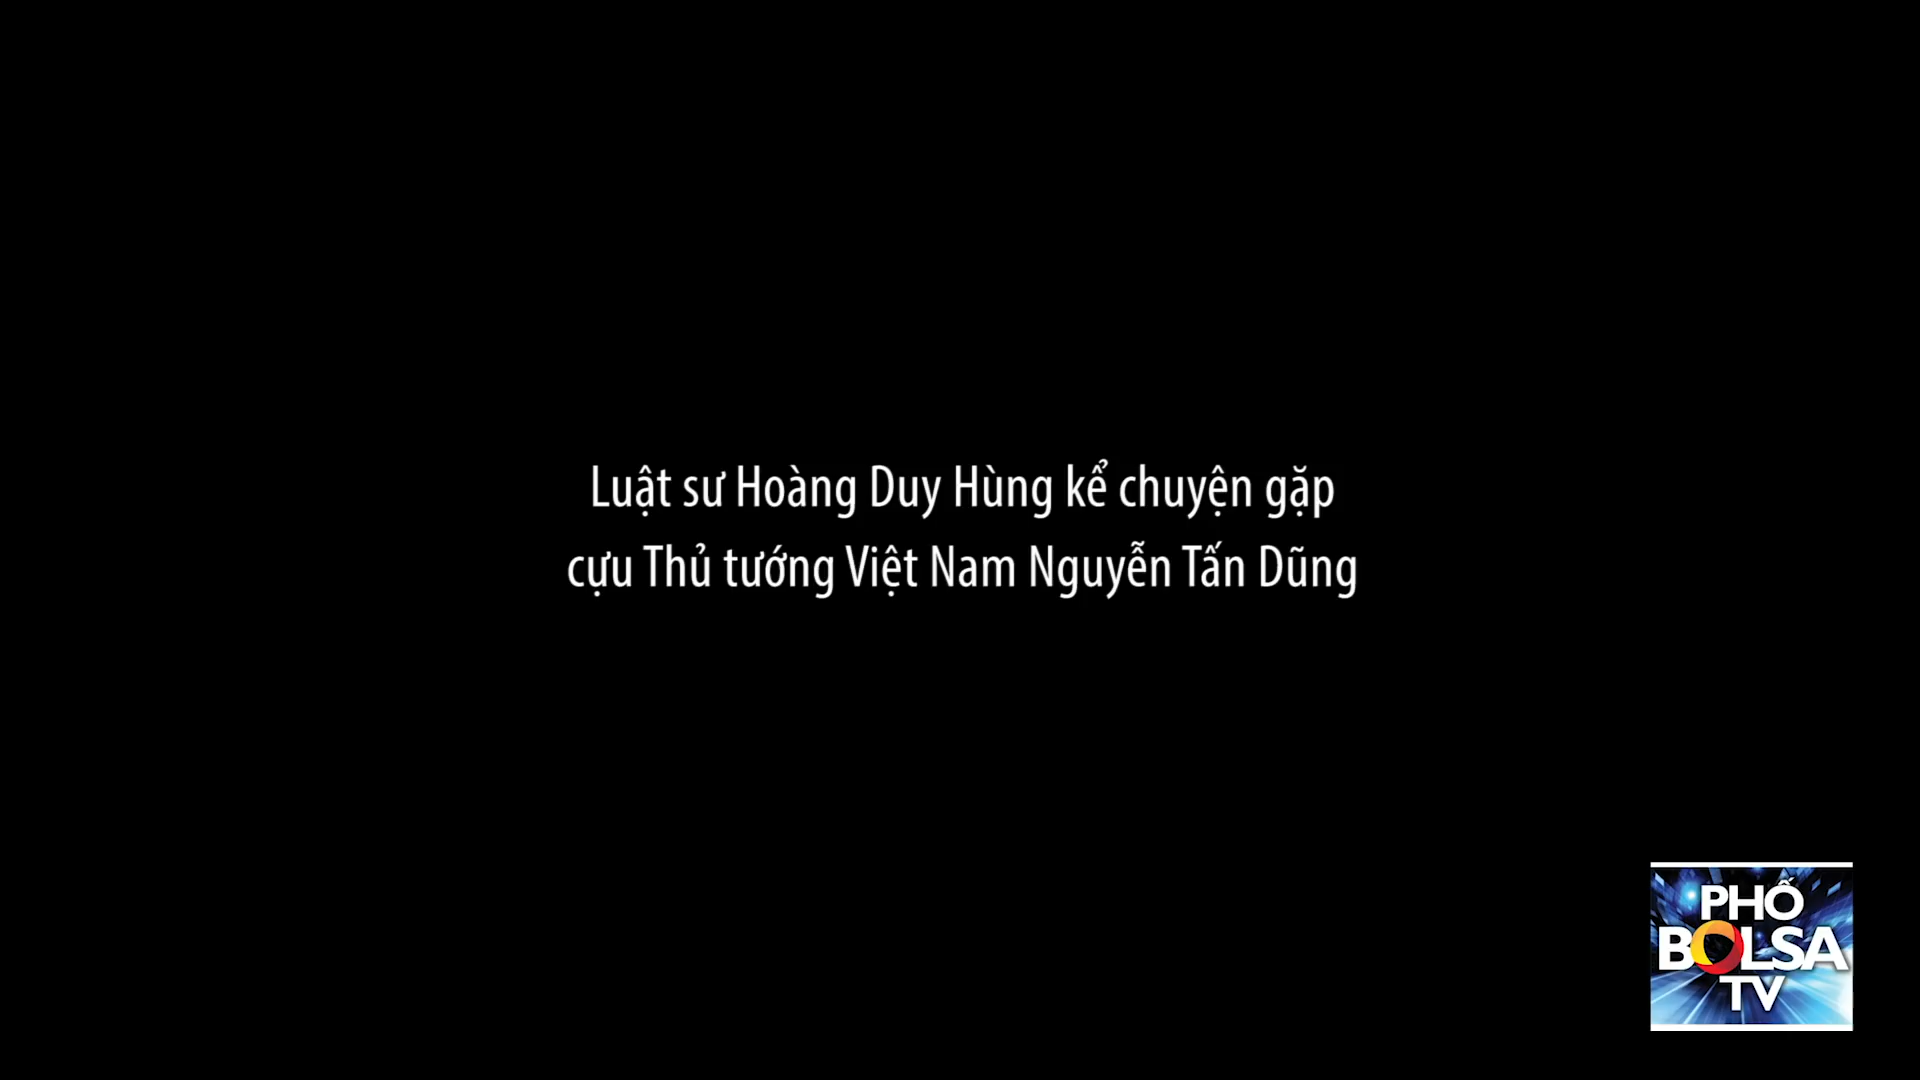 Luật sư Hoàng Duy Hùng kể chuyện gặp
cựu Thủ tướng Việt Nam Nguyễn Tấn Dũng
PHỐ
BOLSA
TV